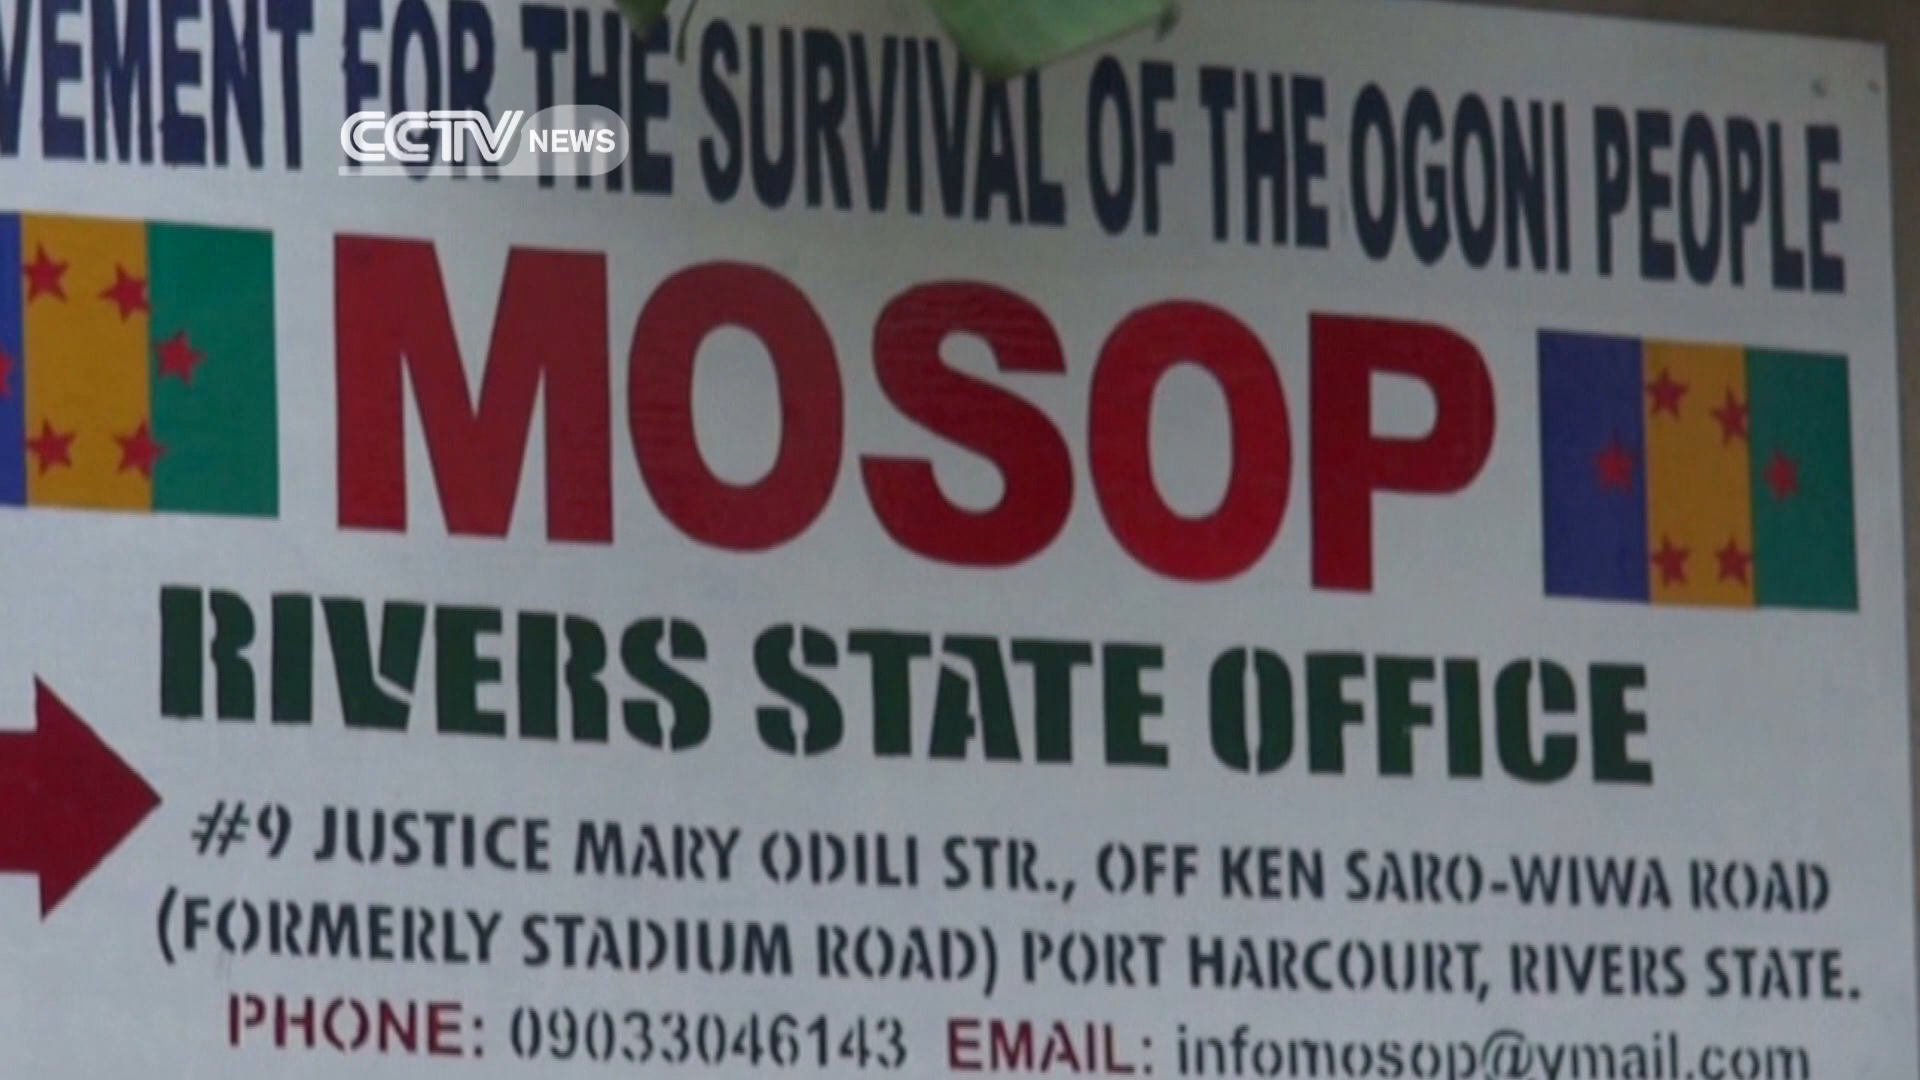 VEMENT FOR THE SURVIVAL OF THE OGONI PEOPLE
CCTV NEWS
MOSOP
RIVERS STATE OFFICE
#9 JUSTICE MARY ODILI STR., OFF KEN SARO-WIWA ROAD
(FORMERLY STADIUM ROAD) PORT HARCOURT, RIVERS STATE.
PHONE: 09033046143 EMAIL: infomosop@ymail.com